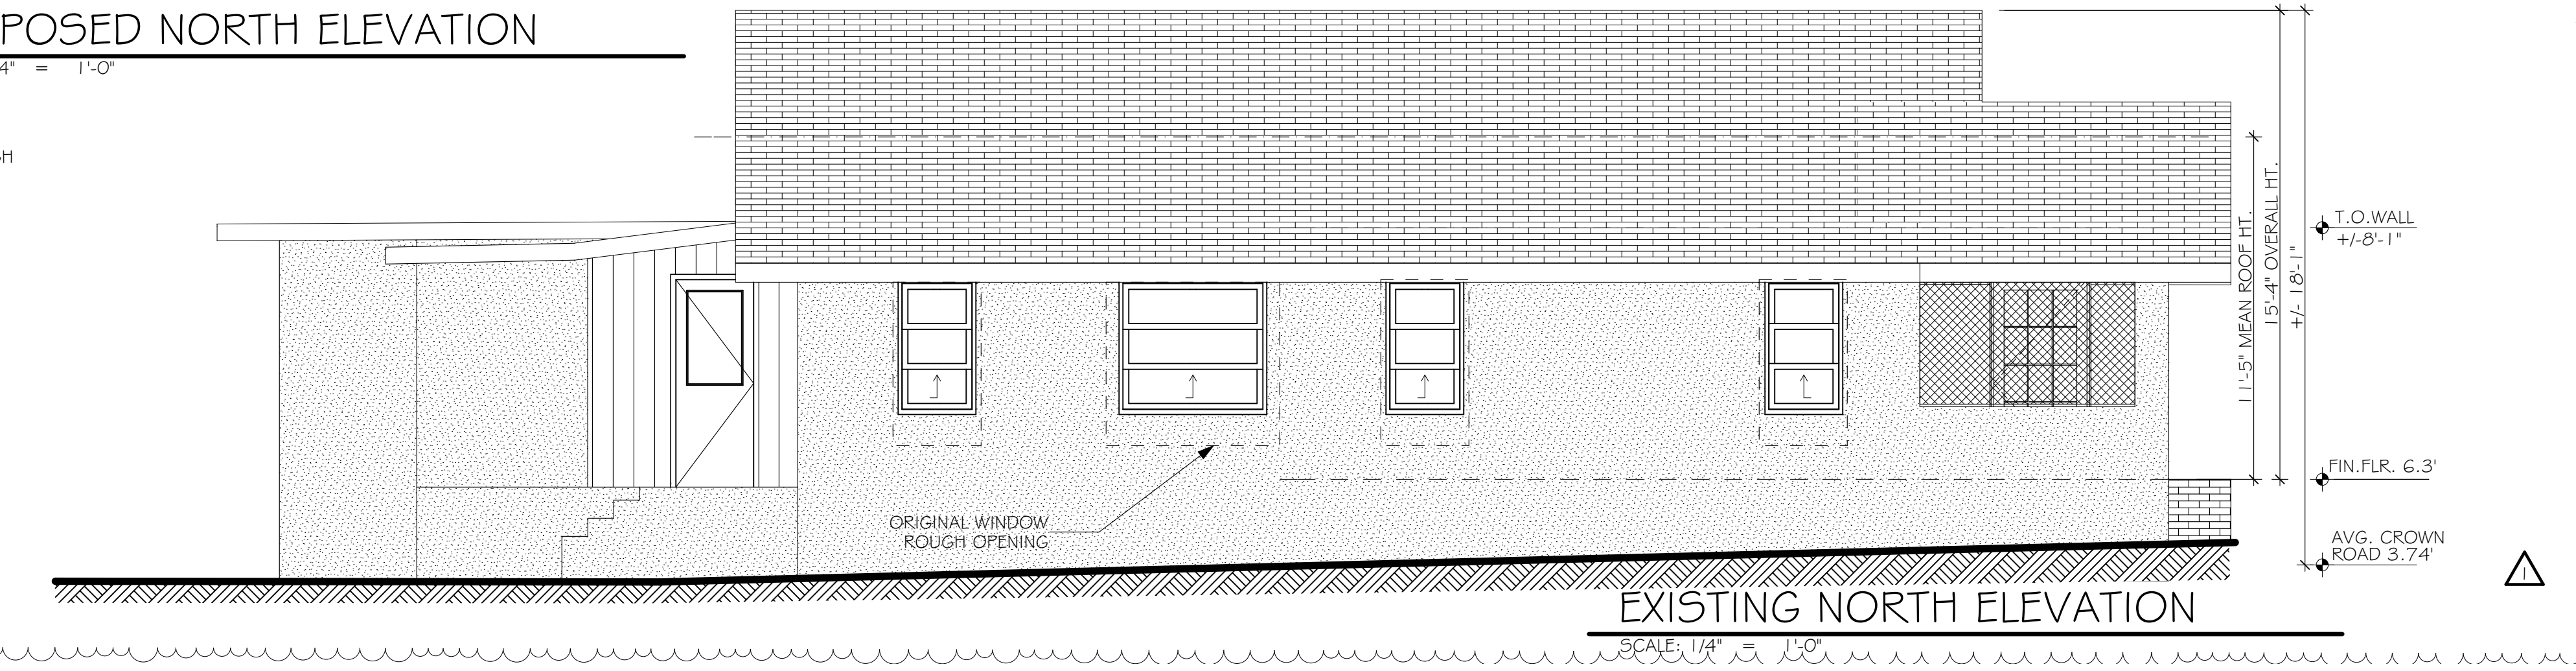 POSED NORTH ELEVATION
4" = 1'-0"
SH
T.O.WALL
+/-8'-1"
11'-5" MEAN ROOF HT.
15'-4" OVERALL HT.
+/- 18'-1"
FIN.FLR. 6.3'
ORIGINAL WINDOW
ROUGH OPENING
AVG. CROWN
ROAD 3.74'
1
EXISTING NORTH ELEVATION
SCALE: 1/4" = 1'-0"